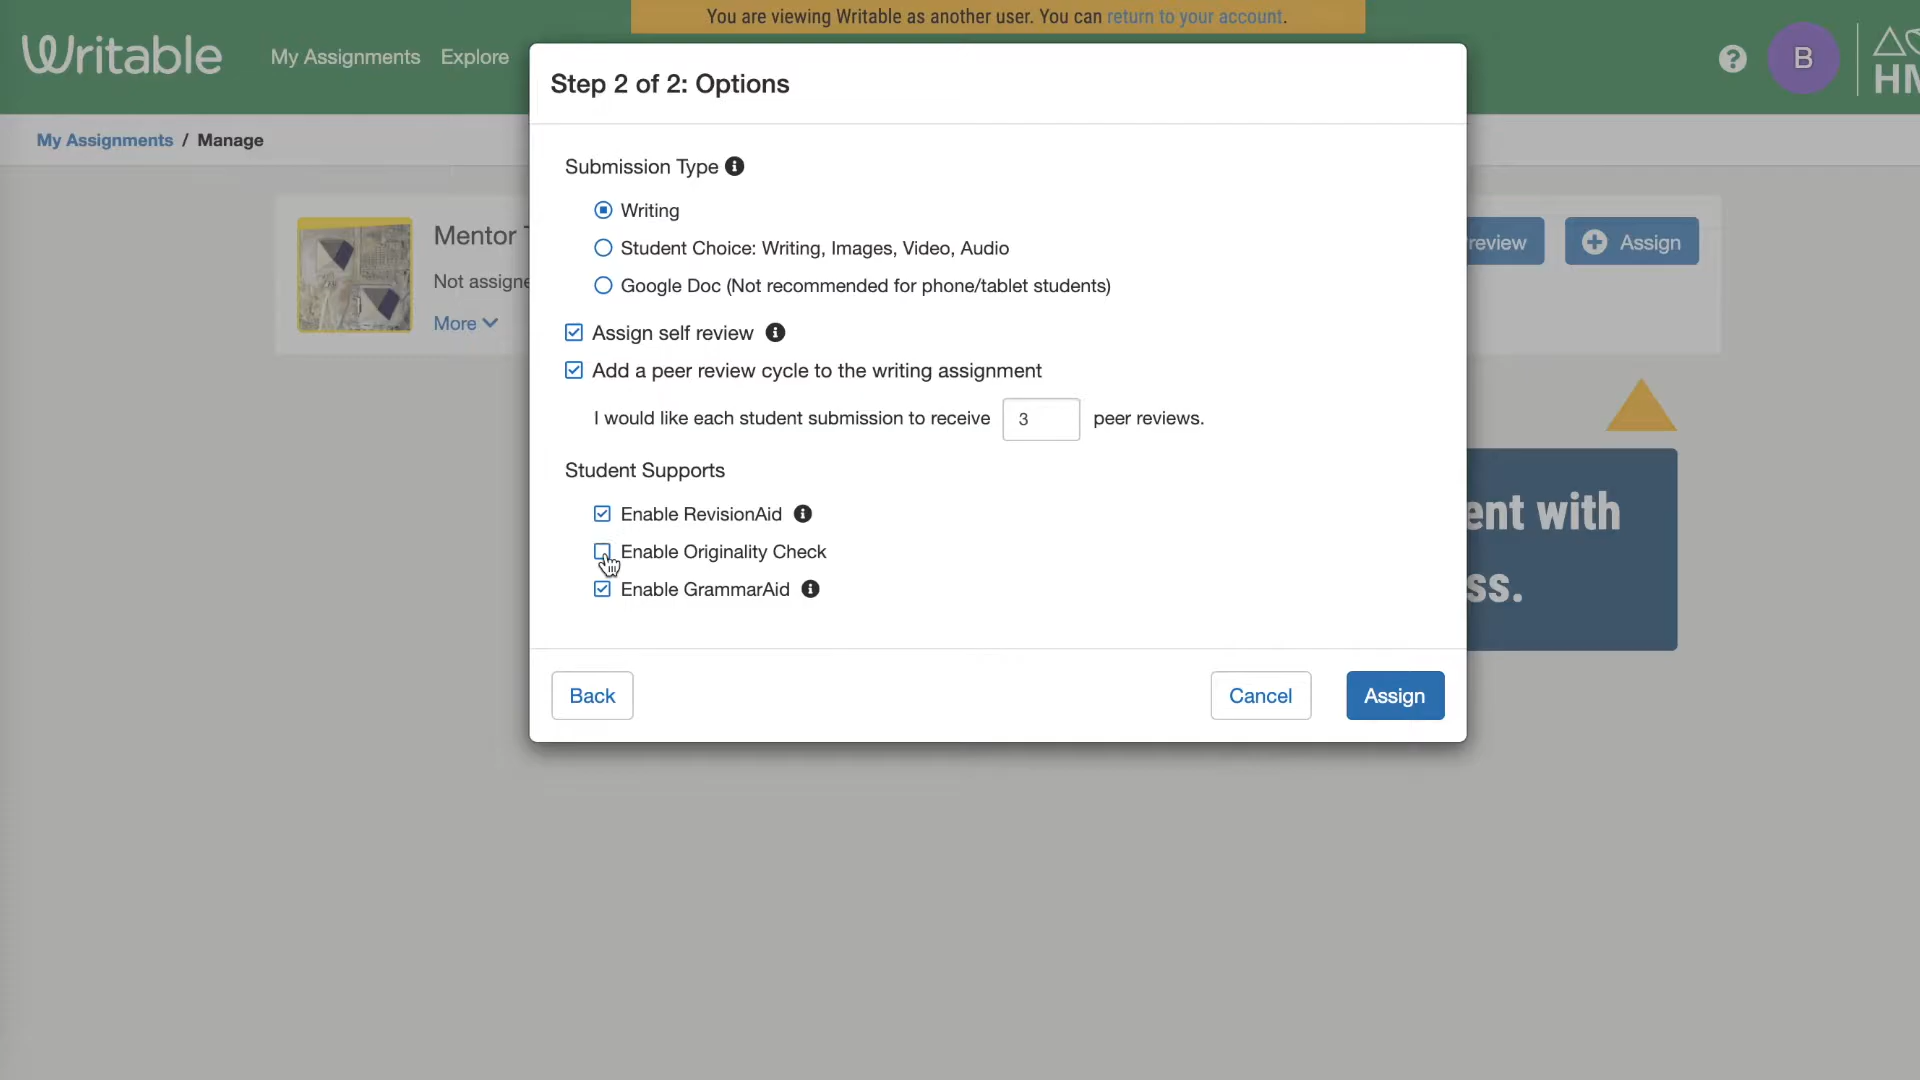 You are viewing Writable as another user. You can return to your account.
Writable
My Assignments
Explore
B
My Assignments / Manage
Step 2 of 2: Options
Submission Type
Writing
Student Choice: Writing, Images, Video, Audio
Google Doc (Not recommended for phone/tablet students)
Assign self review
Add a peer review cycle to the writing assignment
I would like each student submission to receive 3 peer reviews.
Student Supports
Enable RevisionAid
Enable Originality Check
Enable GrammarAid
Back
Cancel
Assign
Mentor
Not assigne
More
review
Assign
ent with
ss.